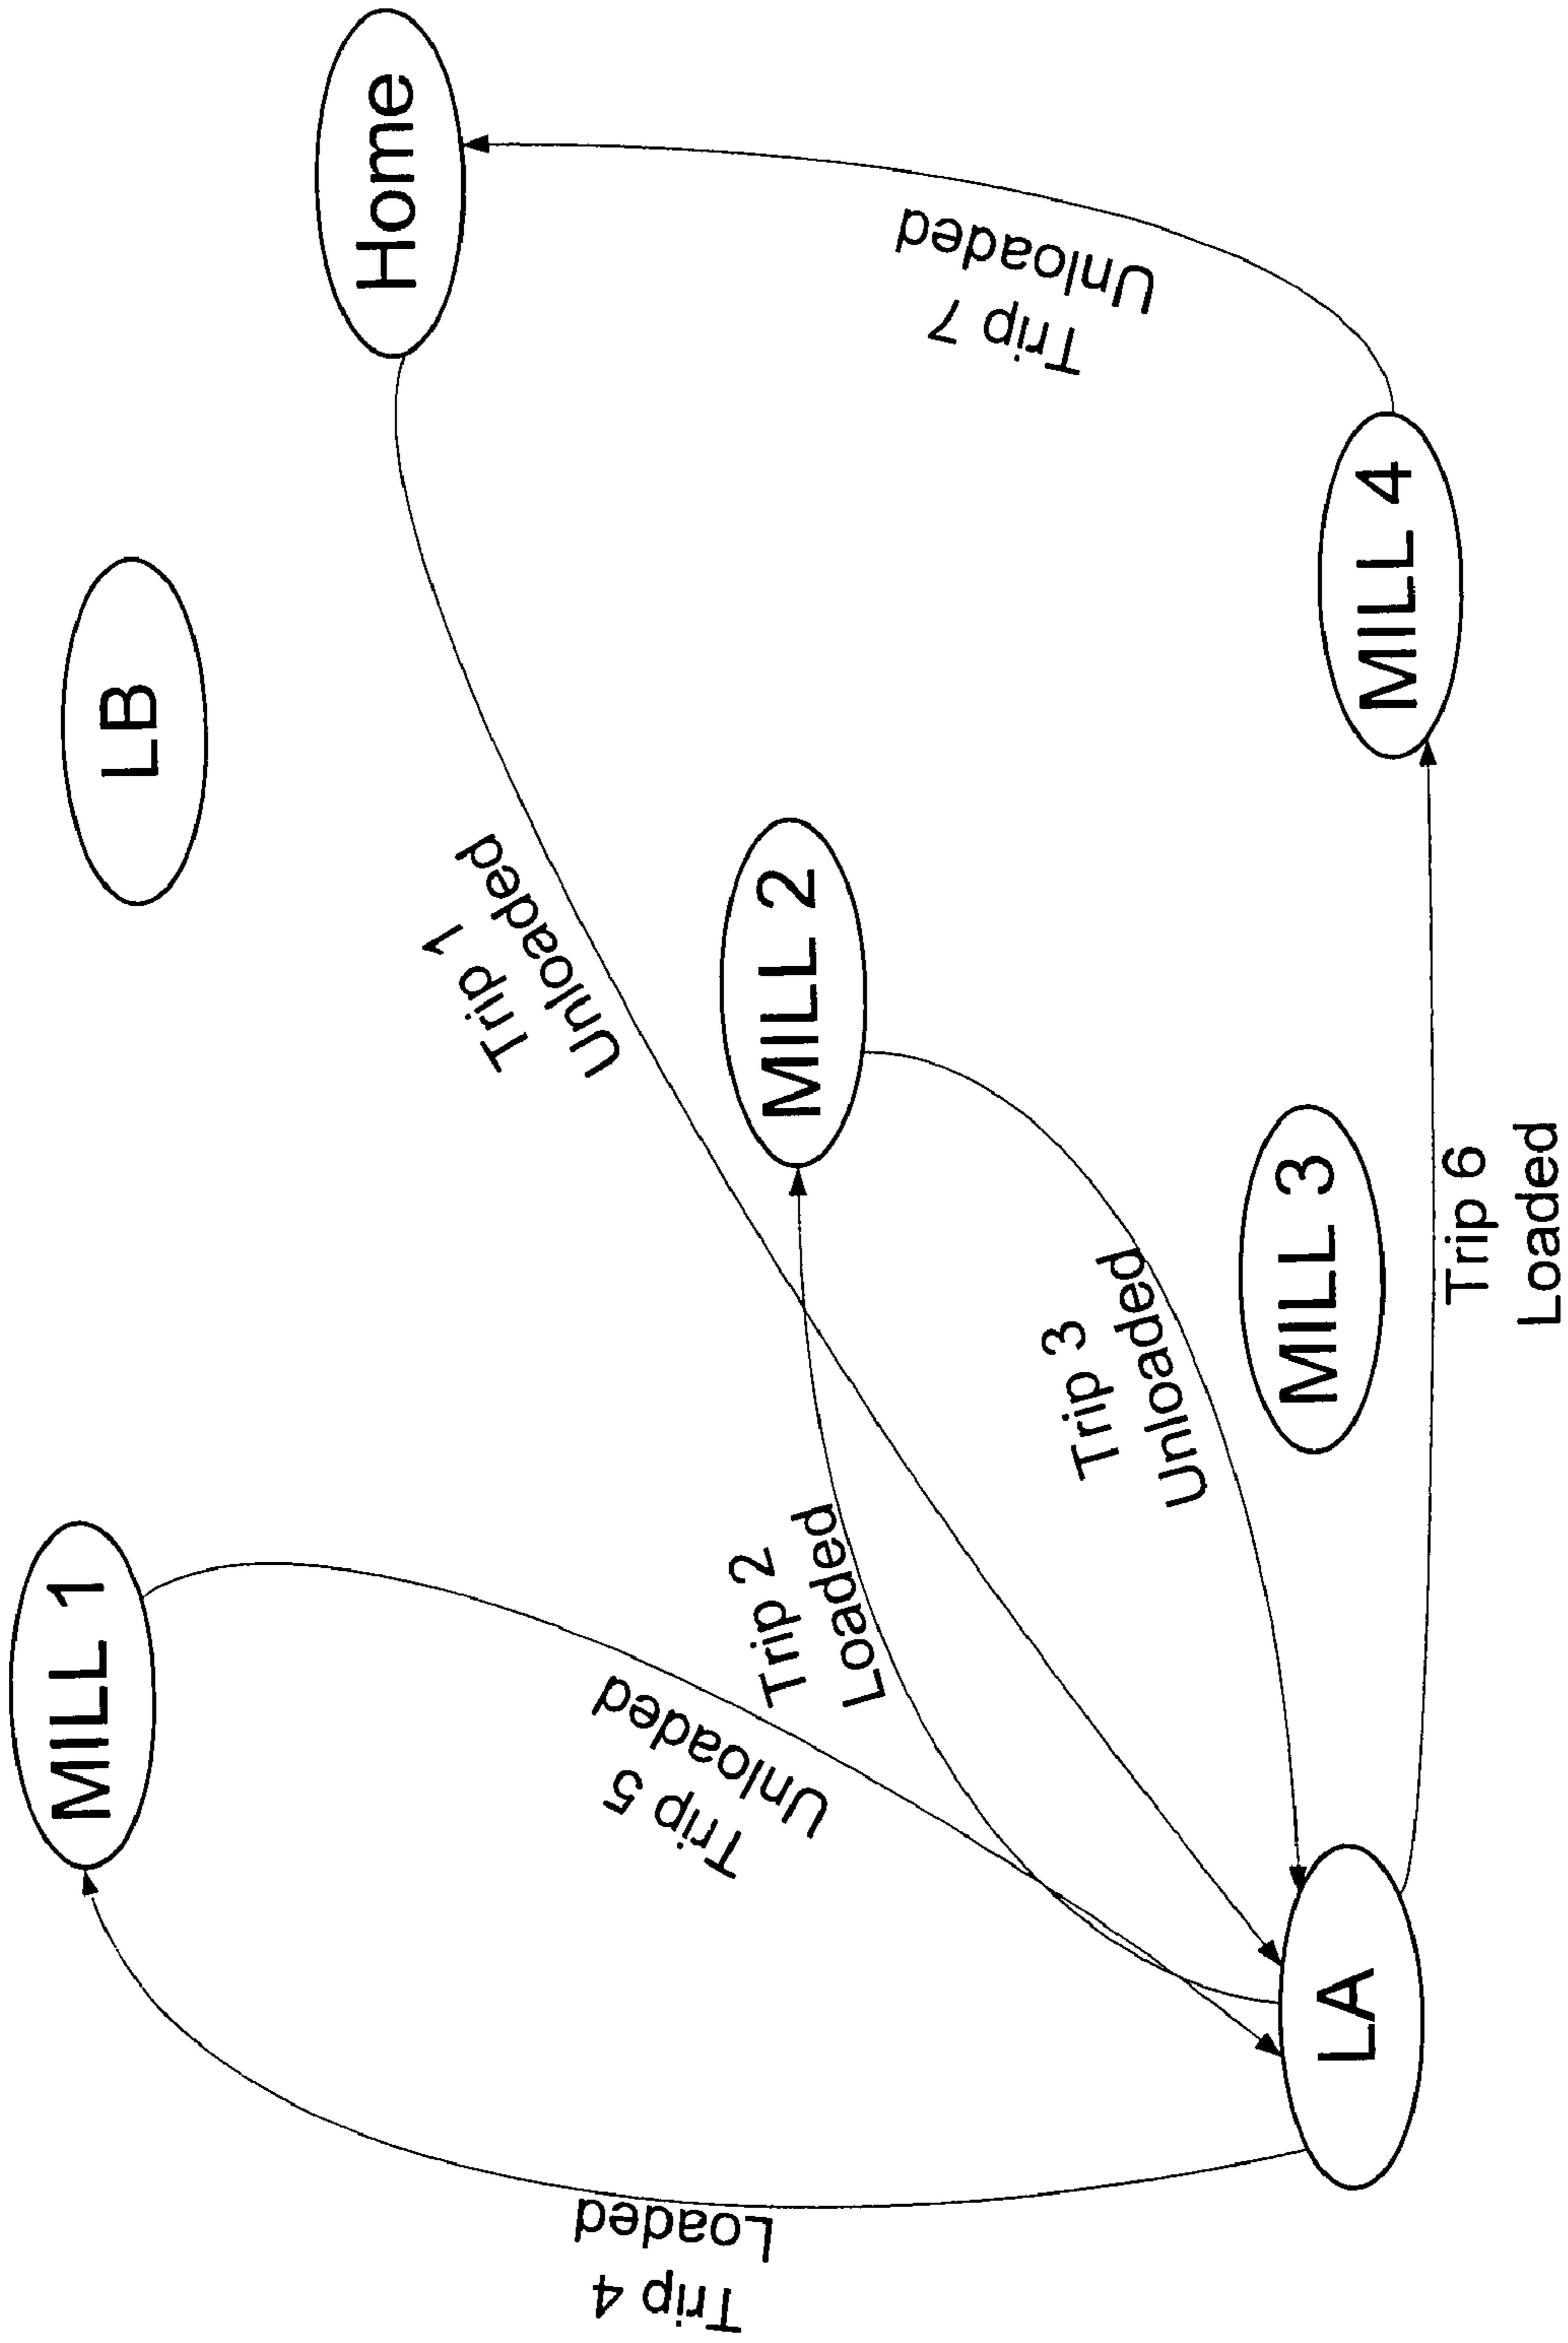 MILL 1
LB
Home
Trip 4
Loaded
Trip 5
Unloaded
Trip 2
Loaded
Trip 1
Unloaded
MILL 2
Trip 3
Unloaded
Trip 7
Unloaded
LA
MILL 3
MILL 4
Trip 6
Loaded